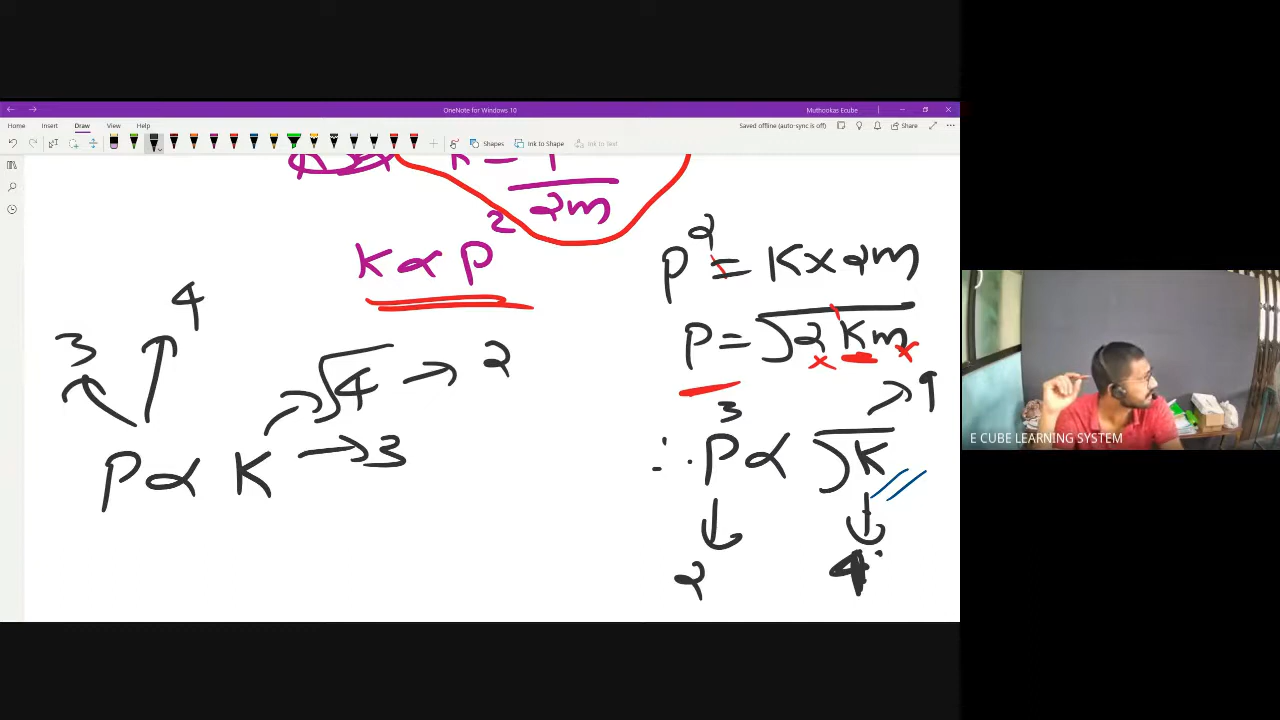 OneNote for Windows 10
Muthookas Ecube
Home Insert Draw View Help
Saved offline (auto-sync is off)
Share
Shapes Ink to Shape Ink to Text
K =
2m
K ∝ P²
P² = K × 2m
P = √2Km
3 4
√4 → 2
P ∝ K → 3
3 → 9
∴ P ∝ √K
2 4
E CUBE LEARNING SYSTEM